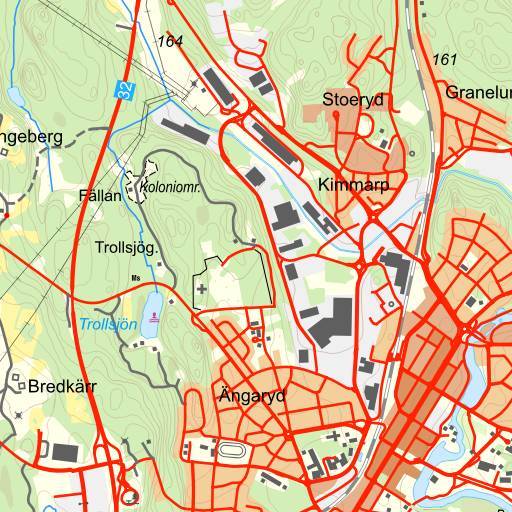 164
161
32
Granelun
Stoeryd
ngeberg
Kimmarp
Koloniomr.
Fällan
Trollsjög.
Ms
Trollsjön
Bredkärr
Ängaryd